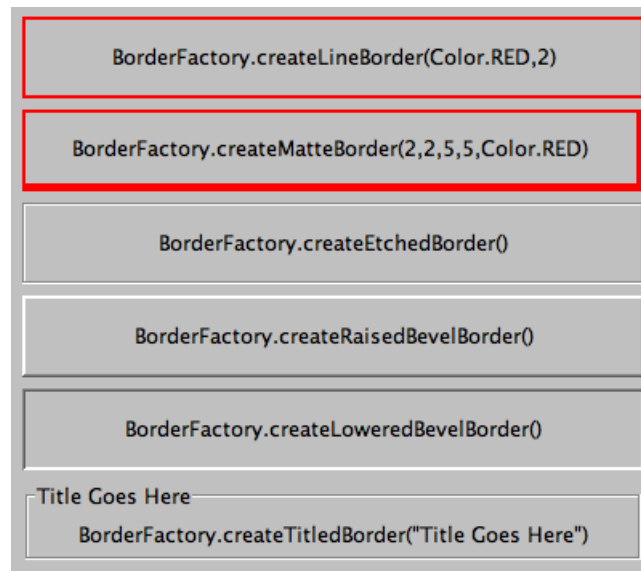 BorderFactory.createLineBorder(Color.RED,2)
BorderFactory.createMatteBorder(2,2,5,5,Color.RED)
BorderFactory.createEtchedBorder()
BorderFactory.createRaisedBevelBorder()
BorderFactory.createLoweredBevelBorder()
Title Goes Here
BorderFactory.createTitledBorder("Title Goes Here")